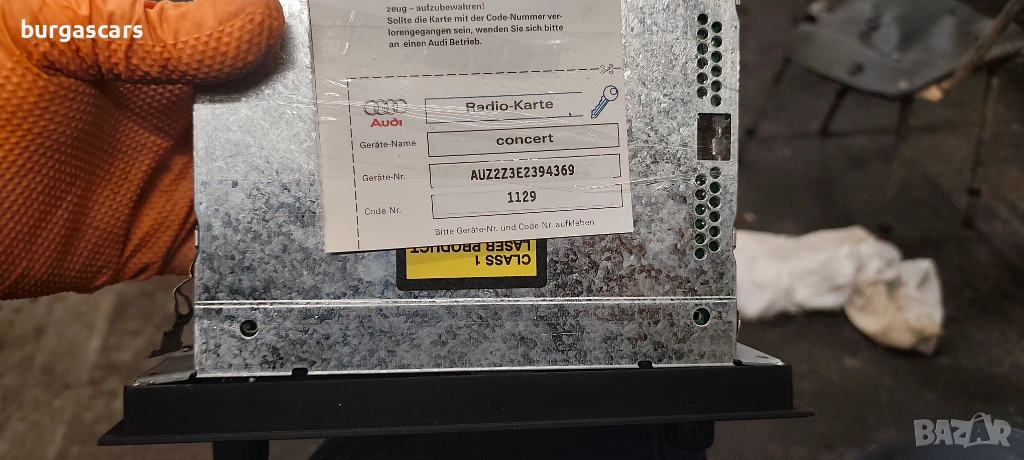 burgascars
zeug – aufzubewahren!
Sollte die Karte mit der Code-Nummer ver-
lorengegangen sein, wenden Sie sich bitte
an einen Audi Betrieb.
Audi
Radio-Karte
Geräte-Name
concert
Geräte-Nr.
AUZ2Z3E2394369
Code Nr.
1129
Bitte Geräte-Nr. und Code Nr. aufkleben
CLASS 1
LASER PRODUCT
BAZAR